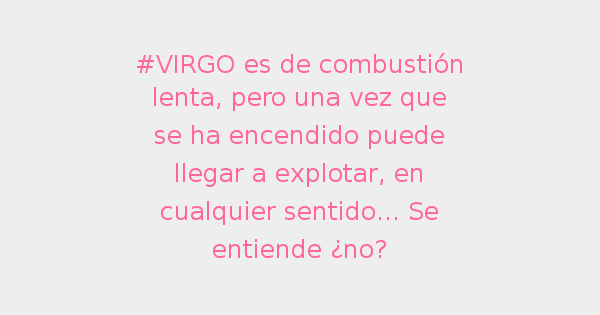 #VIRGO es de combustión
lenta, pero una vez que
se ha encendido puede
llegar a explotar, en
cualquier sentido... Se
entiende ¿no?